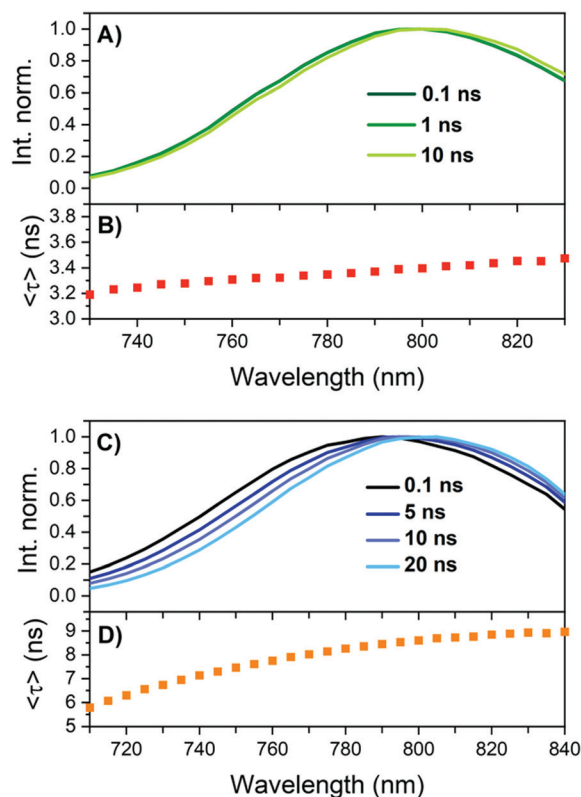 A)
Int. norm.
1.0
0.8
0.6
0.4
0.2
0.0
0.1 ns
1 ns
10 ns
B)
<τ> (ns)
3.8
3.6
3.4
3.2
3.0
740 760 780 800 820
Wavelength (nm)
C)
Int. norm.
1.0
0.8
0.6
0.4
0.2
0.0
0.1 ns
5 ns
10 ns
20 ns
D)
<τ> (ns)
9
8
7
6
5
720 740 760 780 800 820 840
Wavelength (nm)